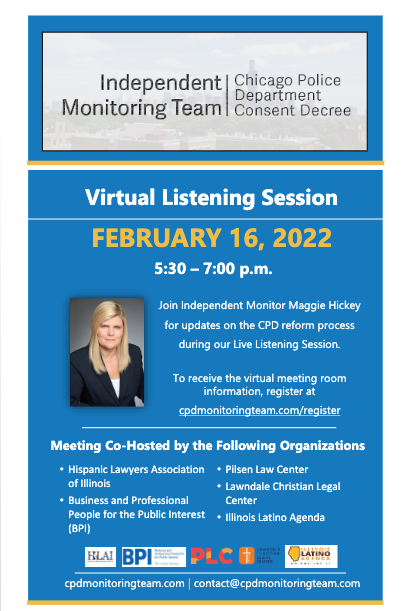 Independent
Monitoring Team
Chicago Police
Department
Consent Decree
Virtual Listening Session
FEBRUARY 16, 2022
5:30 – 7:00 p.m.
Join Independent Monitor Maggie Hickey
for updates on the CPD reform process
during our Live Listening Session.
To receive the virtual meeting room
information, register at
cpdmonitoringteam.com/register
Meeting Co-Hosted by the Following Organizations
• Hispanic Lawyers Association
of Illinois
• Business and Professional
People for the Public Interest
(BPI)
• Pilsen Law Center
• Lawndale Christian Legal
Center
• Illinois Latino Agenda
HLAI
BPI
PLC
ILLINOIS
LATINO
AGENDA
cpdmonitoringteam.com | contact@cpdmonitoringteam.com